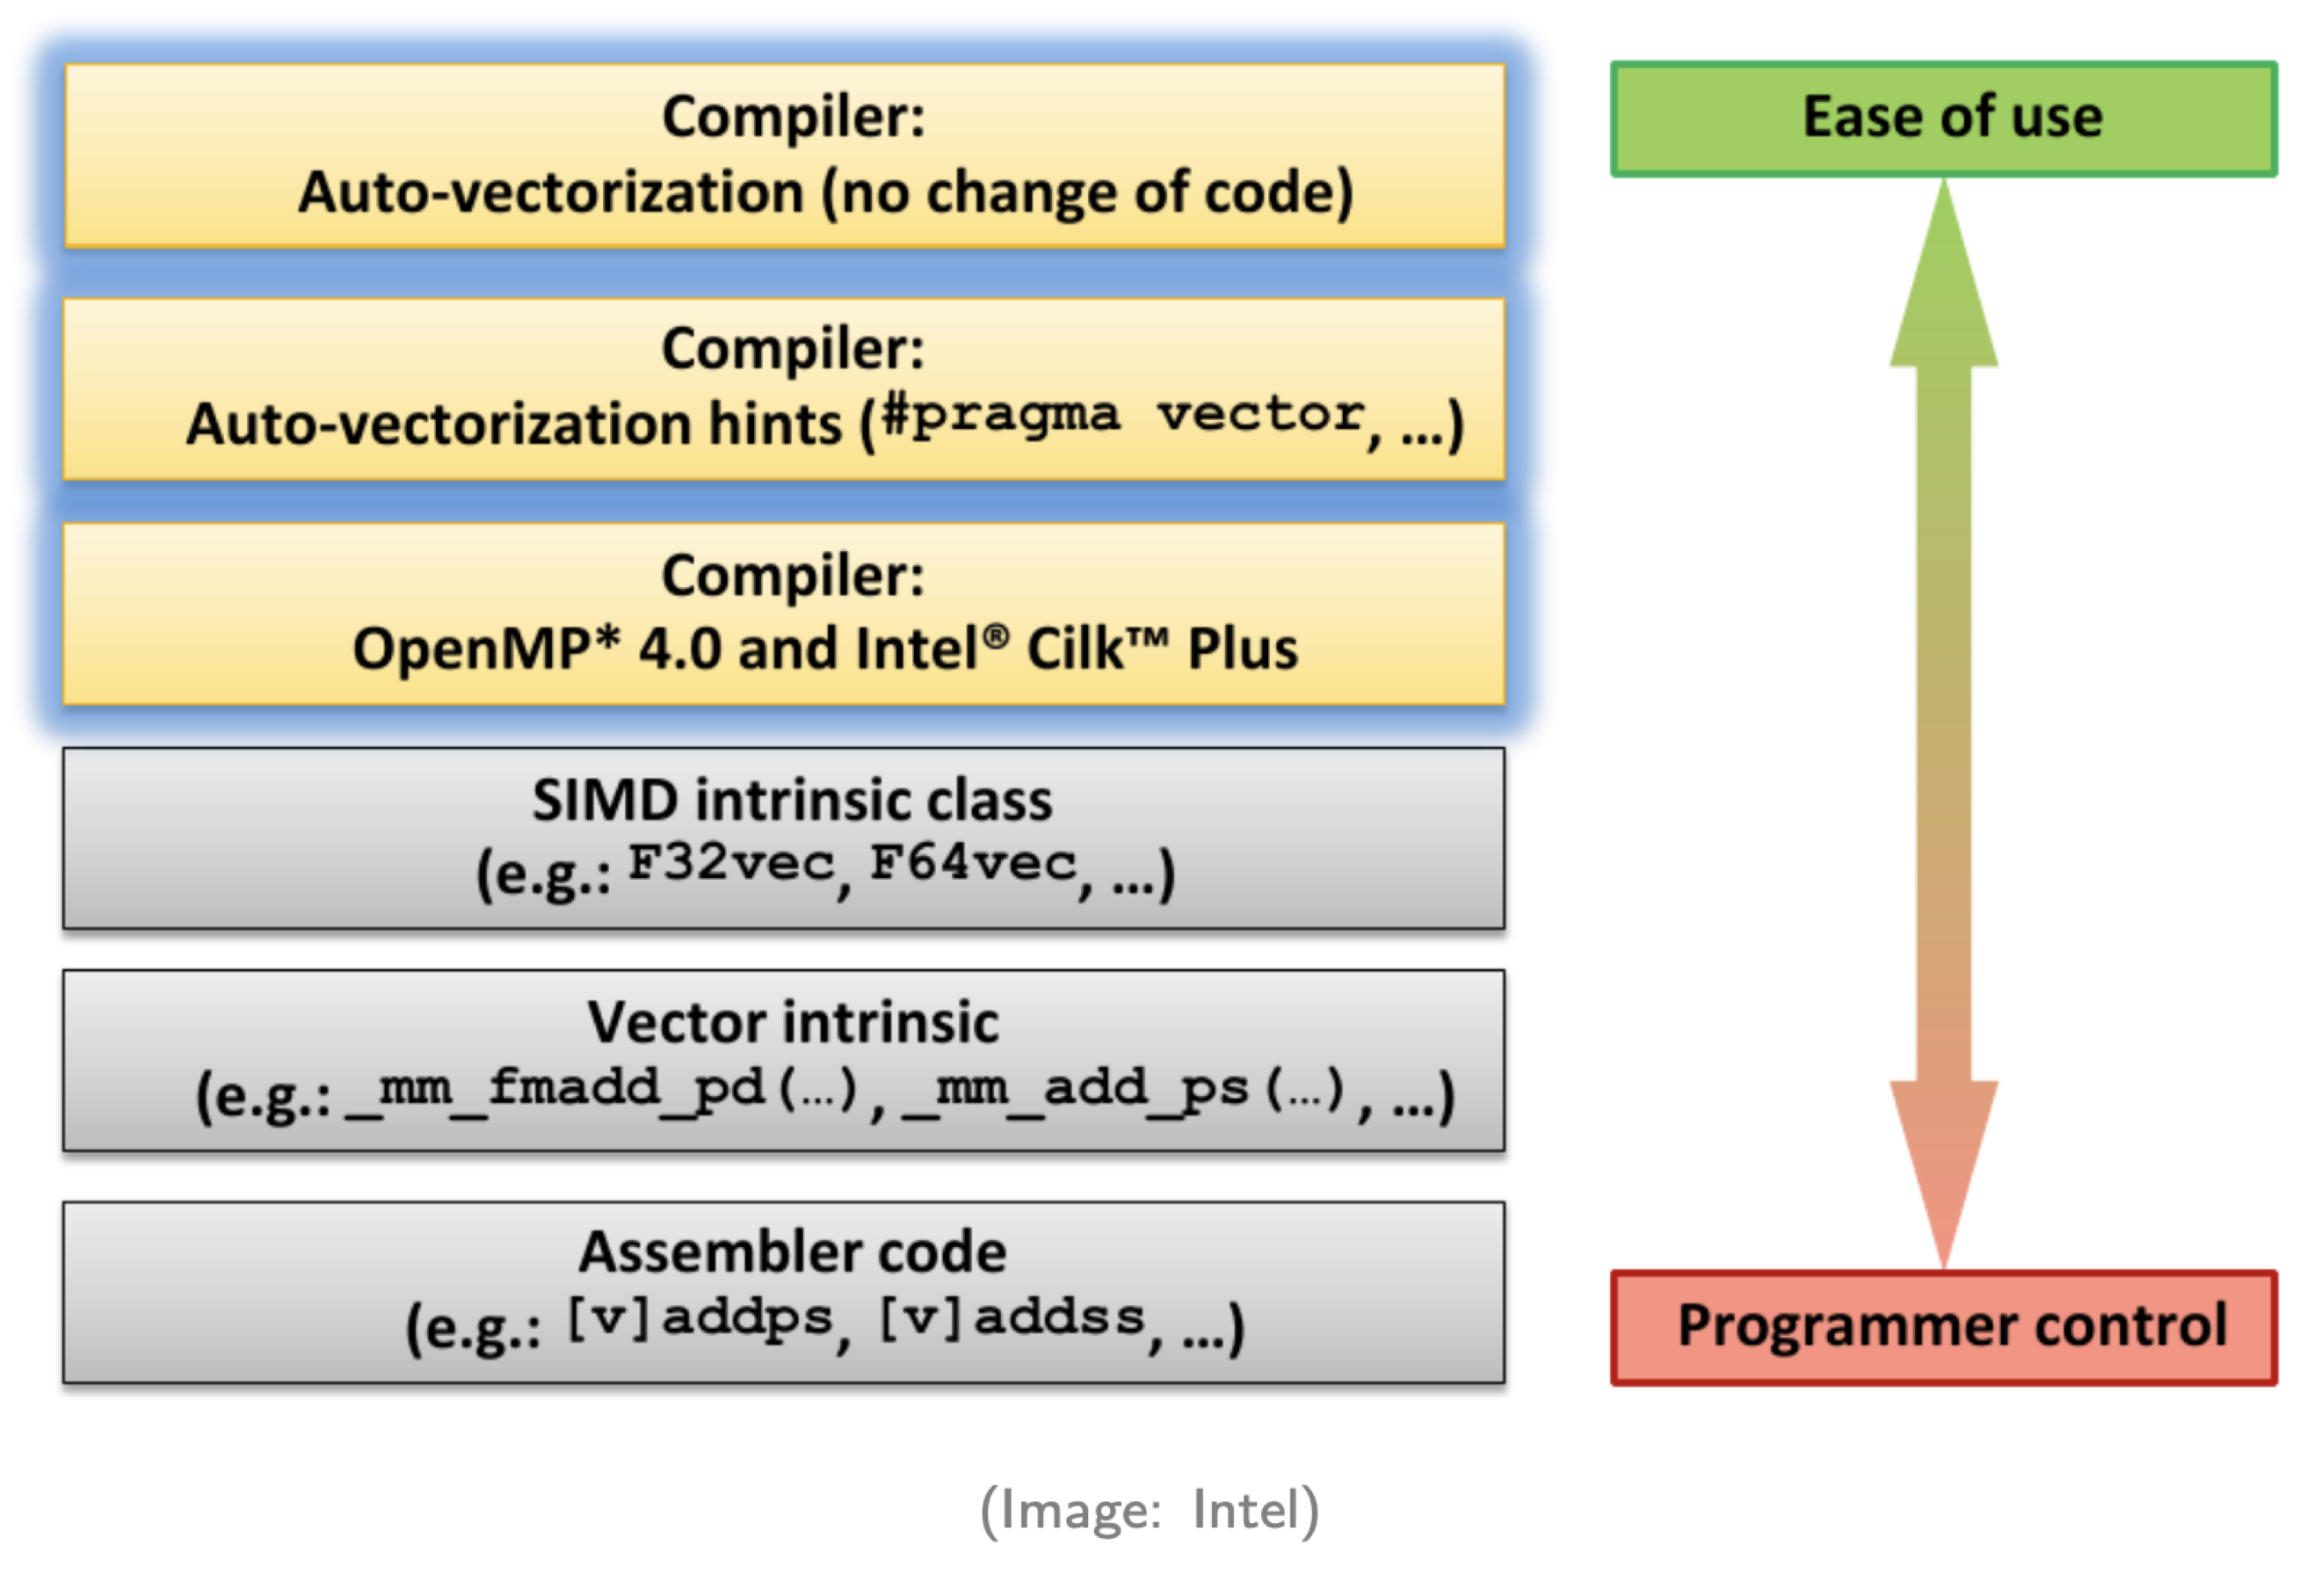 Compiler:
Auto-vectorization (no change of code)
Ease of use
Compiler:
Auto-vectorization hints (#pragma vector, …)
Compiler:
OpenMP* 4.0 and Intel® Cilk™ Plus
SIMD intrinsic class
(e.g.: F32vec, F64vec, …)
Vector intrinsic
(e.g.: _mm_fmadd_pd(…), _mm_add_ps(…), …)
Assembler code
(e.g.: [v]addps, [v]addss, …)
Programmer control
(Image: Intel)